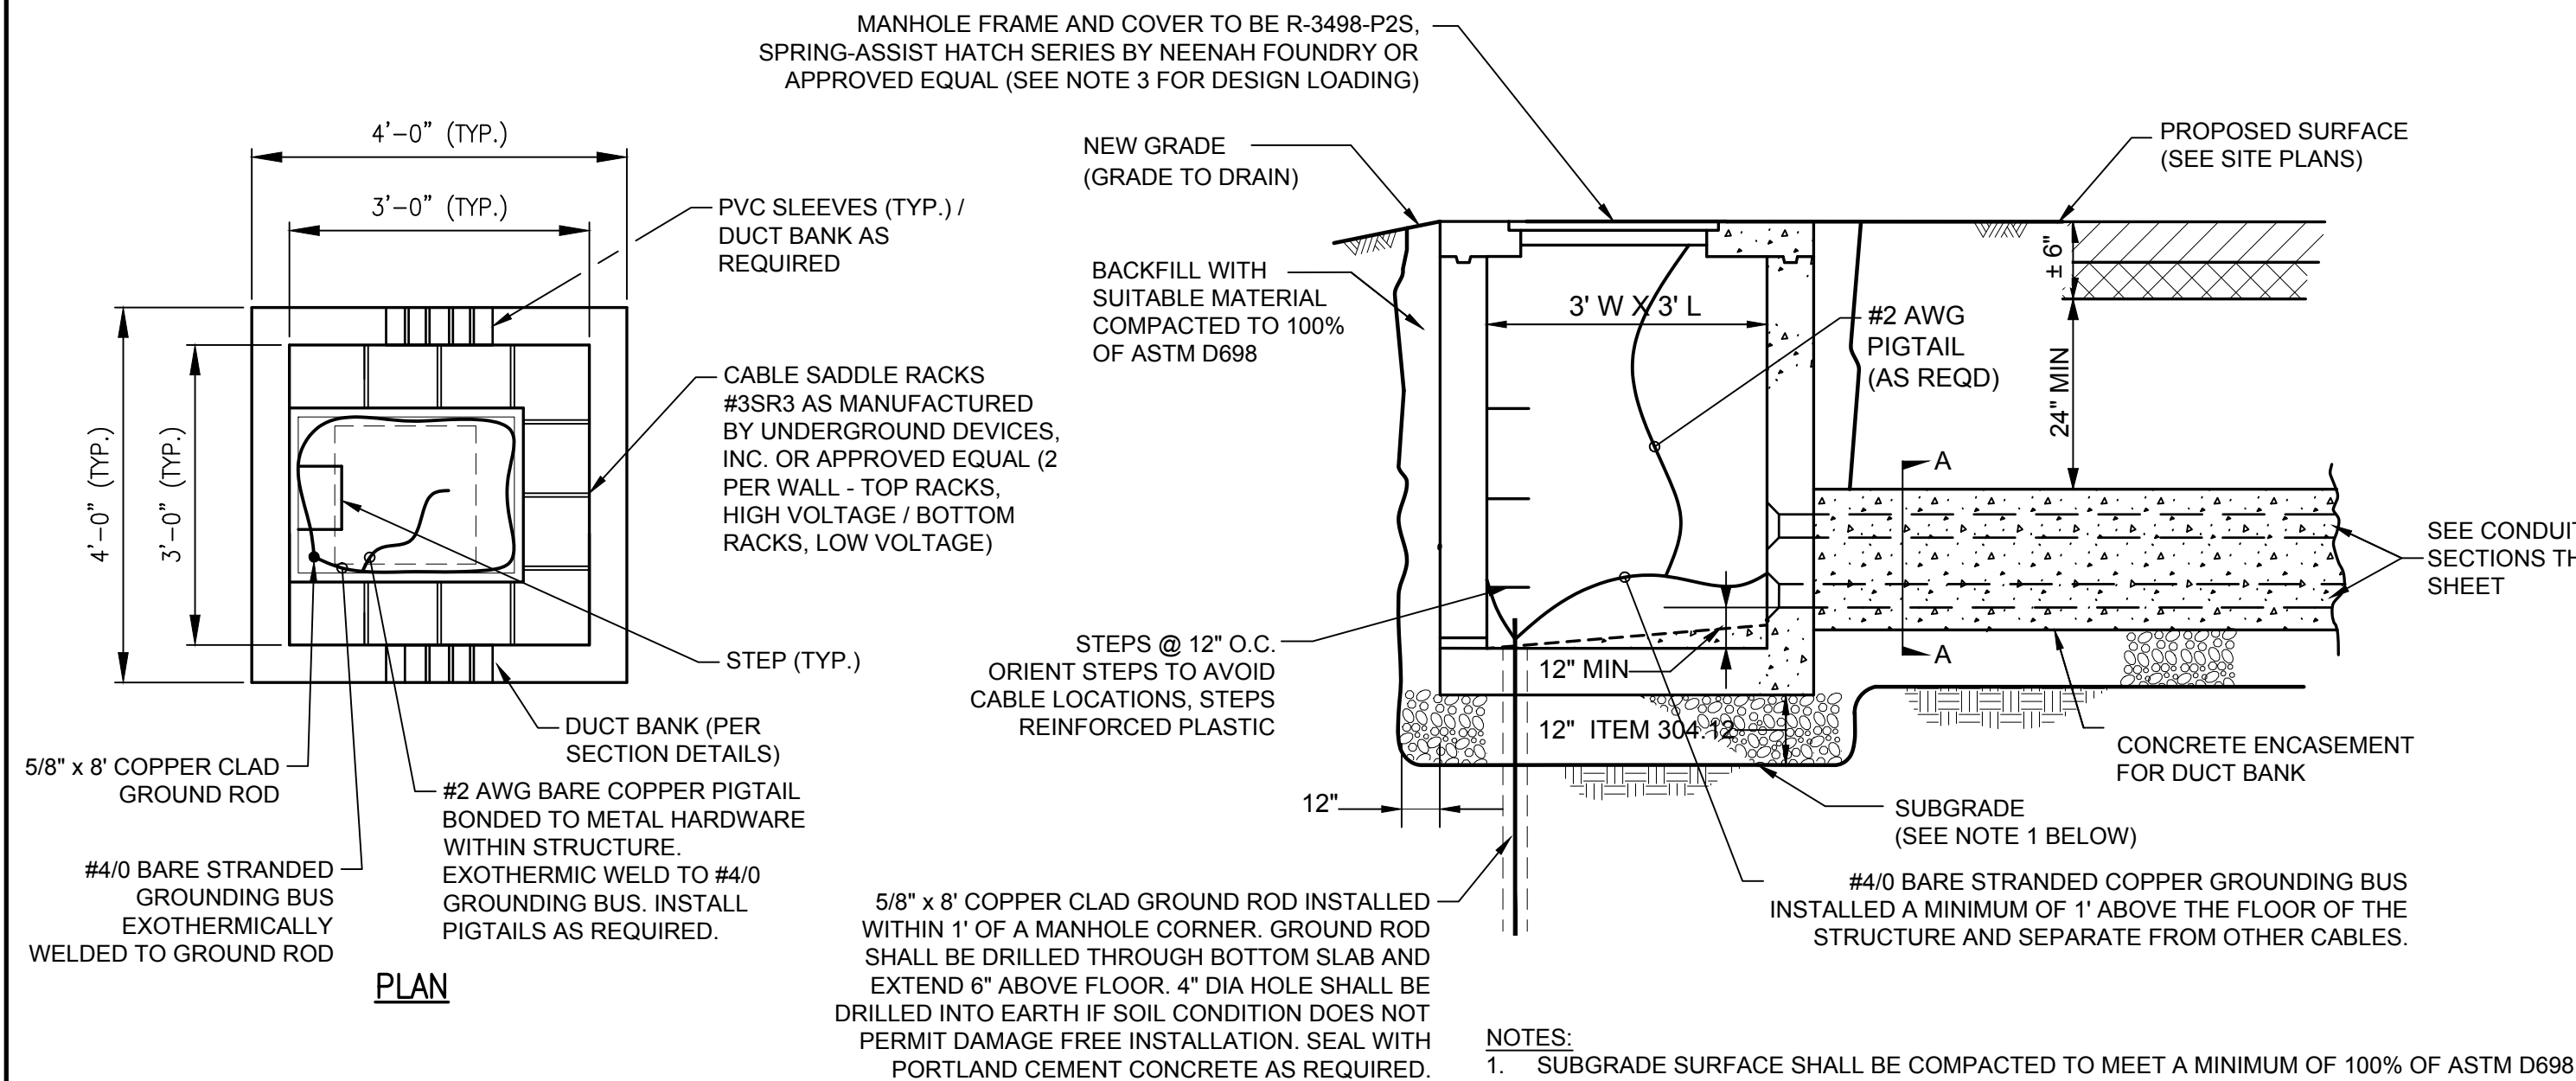 MANHOLE FRAME AND COVER TO BE R-3498-P2S,
SPRING-ASSIST HATCH SERIES BY NEENAH FOUNDRY OR
APPROVED EQUAL (SEE NOTE 3 FOR DESIGN LOADING)
4'-0" (TYP.)
3'-0" (TYP.)
4'-0" (TYP.)
3'-0" (TYP.)
PVC SLEEVES (TYP.) /
DUCT BANK AS
REQUIRED
CABLE SADDLE RACKS
#3SR3 AS MANUFACTURED
BY UNDERGROUND DEVICES,
INC. OR APPROVED EQUAL (2
PER WALL - TOP RACKS,
HIGH VOLTAGE / BOTTOM
RACKS, LOW VOLTAGE)
STEP (TYP.)
DUCT BANK (PER
SECTION DETAILS)
5/8" x 8' COPPER CLAD
GROUND ROD
#4/0 BARE STRANDED
GROUNDING BUS
EXOTHERMICALLY
WELDED TO GROUND ROD
#2 AWG BARE COPPER PIGTAIL
BONDED TO METAL HARDWARE
WITHIN STRUCTURE.
EXOTHERMIC WELD TO #4/0
GROUNDING BUS. INSTALL
PIGTAILS AS REQUIRED.
PLAN
NEW GRADE
(GRADE TO DRAIN)
PROPOSED SURFACE
(SEE SITE PLANS)
BACKFILL WITH
SUITABLE MATERIAL
COMPACTED TO 100%
OF ASTM D698
3' W X 3' L
#2 AWG
PIGTAIL
(AS REQD)
± 6"
24" MIN
A
A
SEE CONDUIT
SECTIONS TH
SHEET
STEPS @ 12" O.C.
ORIENT STEPS TO AVOID
CABLE LOCATIONS, STEPS
REINFORCED PLASTIC
12" MIN
12" ITEM 304.12
12"
CONCRETE ENCASEMENT
FOR DUCT BANK
SUBGRADE
(SEE NOTE 1 BELOW)
#4/0 BARE STRANDED COPPER GROUNDING BUS
INSTALLED A MINIMUM OF 1' ABOVE THE FLOOR OF THE
STRUCTURE AND SEPARATE FROM OTHER CABLES.
5/8" x 8' COPPER CLAD GROUND ROD INSTALLED
WITHIN 1' OF A MANHOLE CORNER. GROUND ROD
SHALL BE DRILLED THROUGH BOTTOM SLAB AND
EXTEND 6" ABOVE FLOOR. 4" DIA HOLE SHALL BE
DRILLED INTO EARTH IF SOIL CONDITION DOES NOT
PERMIT DAMAGE FREE INSTALLATION. SEAL WITH
PORTLAND CEMENT CONCRETE AS REQUIRED.
NOTES:
1. SUBGRADE SURFACE SHALL BE COMPACTED TO MEET A MINIMUM OF 100% OF ASTM D698